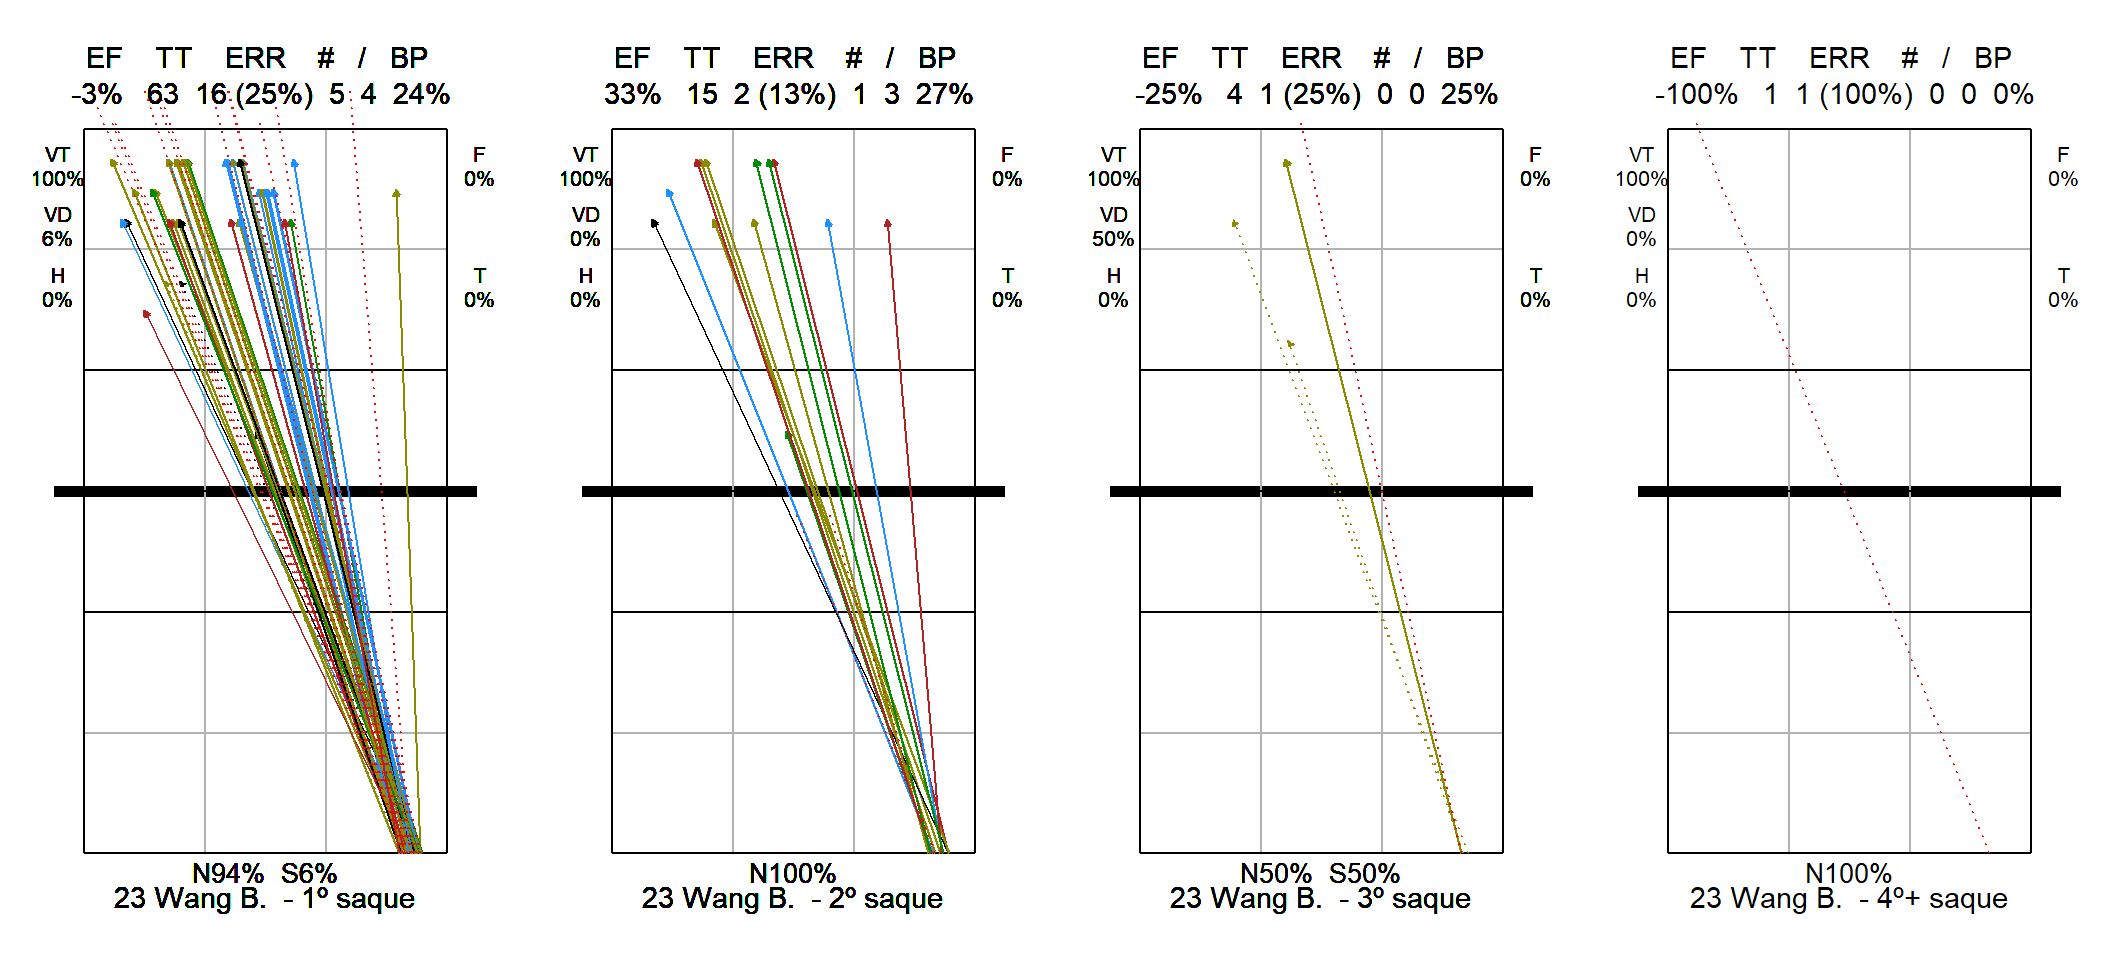 EF TT ERR # / BP
-3% 63 16 (25%) 5 4 24%
VT
100%
F
0%
VD
6%
H
0%
T
0%
N94% S6%
23 Wang B. - 1º saque
EF TT ERR # / BP
33% 15 2 (13%) 1 3 27%
VT
100%
F
0%
VD
0%
H
0%
T
0%
N100%
23 Wang B. - 2º saque
EF TT ERR # / BP
-25% 4 1 (25%) 0 0 25%
VT
100%
F
0%
VD
50%
H
0%
T
0%
N50% S50%
23 Wang B. - 3º saque
EF TT ERR # / BP
-100% 1 1 (100%) 0 0 0%
VT
100%
F
0%
VD
0%
H
0%
T
0%
N100%
23 Wang B. - 4º+ saque